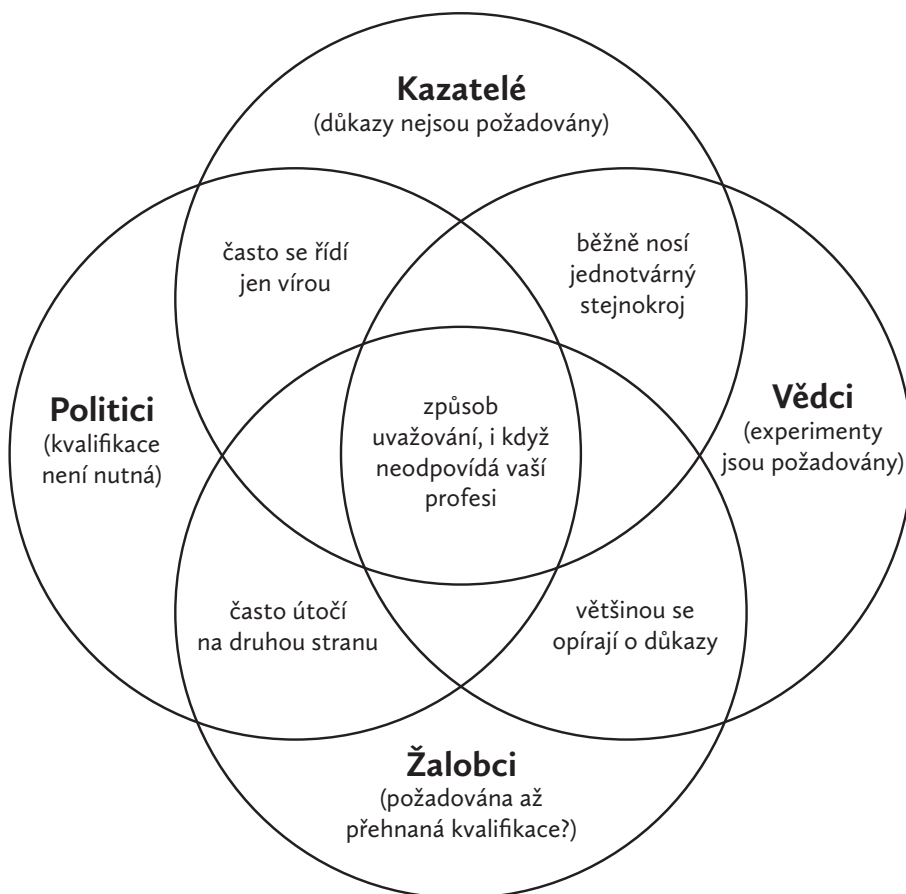 Kazatelé
(důkazy nejsou požadovány)
často se řídí
jen vírou
běžně nosí
jednotvárný
stejnokroj
Politici
(kvalifikace
není nutná)
způsob
uvažování, i když
neodpovídá vaší
profesi
Vědci
(experimenty
jsou požadovány)
často útočí
na druhou stranu
většinou se
opírají o důkazy
Žalobci
(požadována až
přehnaná kvalifikace?)